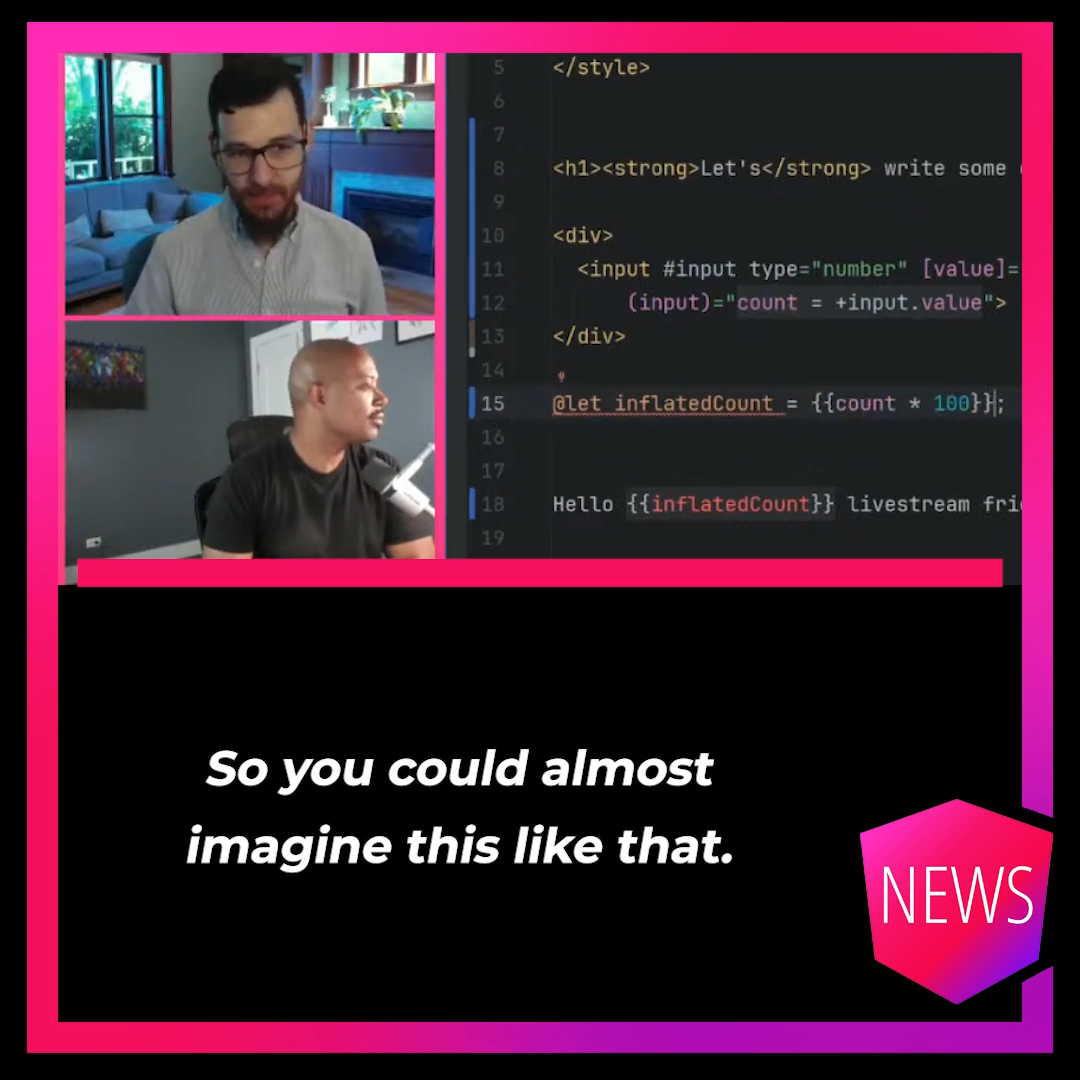 5 </style>
6
7
8 <h1><strong>Let's</strong> write some
9
10 <div>
11 <input #input type="number" [value]=
12 (input)="count = +input.value">
13 </div>
14
15 @let inflatedCount = {{count * 100}};
16
17
18 Hello {{inflatedCount}} livestream fri
19
So you could almost
imagine this like that.
NEWS